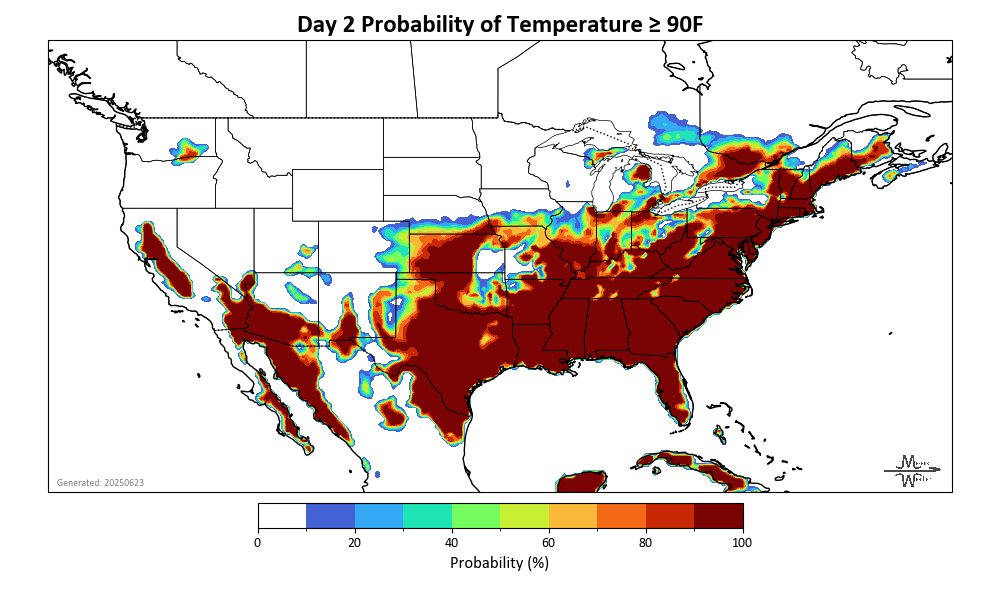 Day 2 Probability of Temperature ≥ 90F
Generated: 20250623
0 20 40 60 80 100
Probability (%)